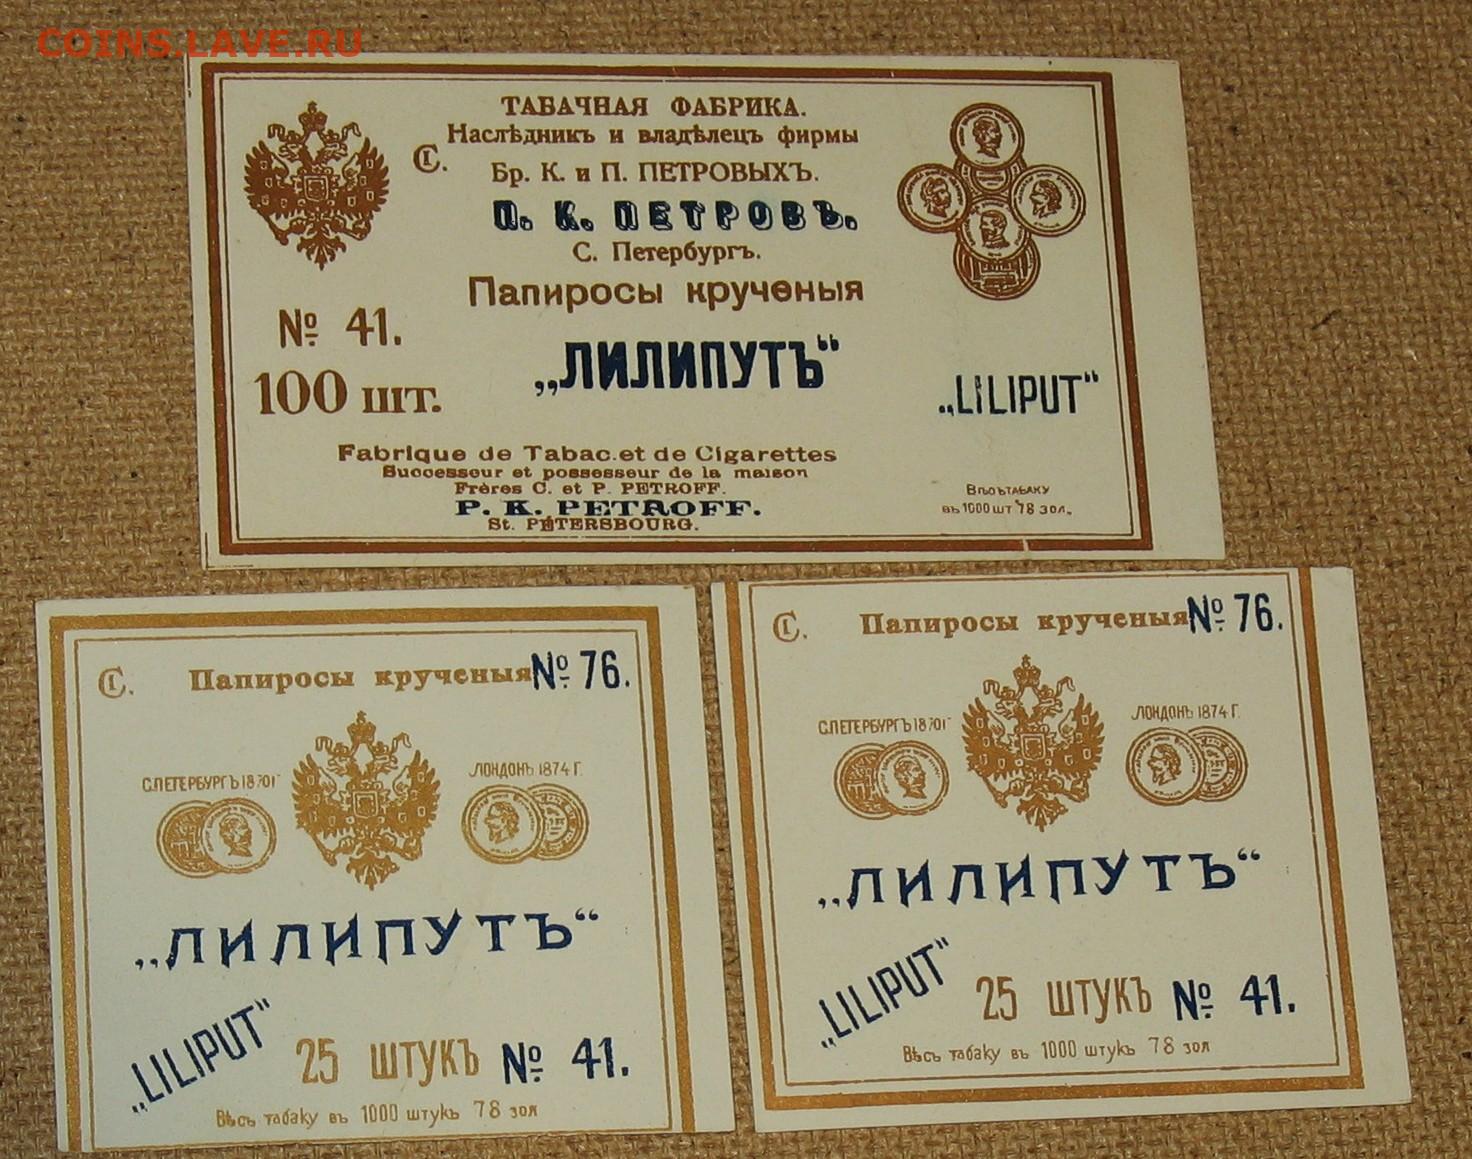 COINS.LAVE.RU
ТАБАЧНАЯ ФАБРИКА.
Наслѣдникъ и владѣлецъ фирмы
Бр. К. и П. ПЕТРОВЫХЪ.
П. К. ПЕТРОВЪ.
С. Петербургъ.
Папиросы крученыя
№ 41.
„ЛИЛИПУТЪ“
100 шт.
„LILIPUT“
Fabrique de Tabac.et de Cigarettes
Successeur et possesseur de la maison
Frères C. et P. PETROFF.
P. K. PETROFF.
St. PÉTERSBOURG.
ВѢСЪ ТАБАКУ
въ 1000 шт 78 зол.
Папиросы крученыя № 76.
С.ПЕТЕРБУРГЪ 1870 Г
ЛОНДОНЪ 1874 Г.
„ЛИЛИПУТЪ“
„LILIPUT“
25 ШТУКЪ № 41.
Вѣсъ табаку въ 1000 штукъ 78 зол
Папиросы крученыя № 76.
С.ПЕТЕРБУРГЪ 1870 Г
ЛОНДОНЪ 1874 Г.
„ЛИЛИПУТЪ“
„LILIPUT“
25 ШТУКЪ № 41.
Вѣсъ табаку въ 1000 штукъ 78 зол